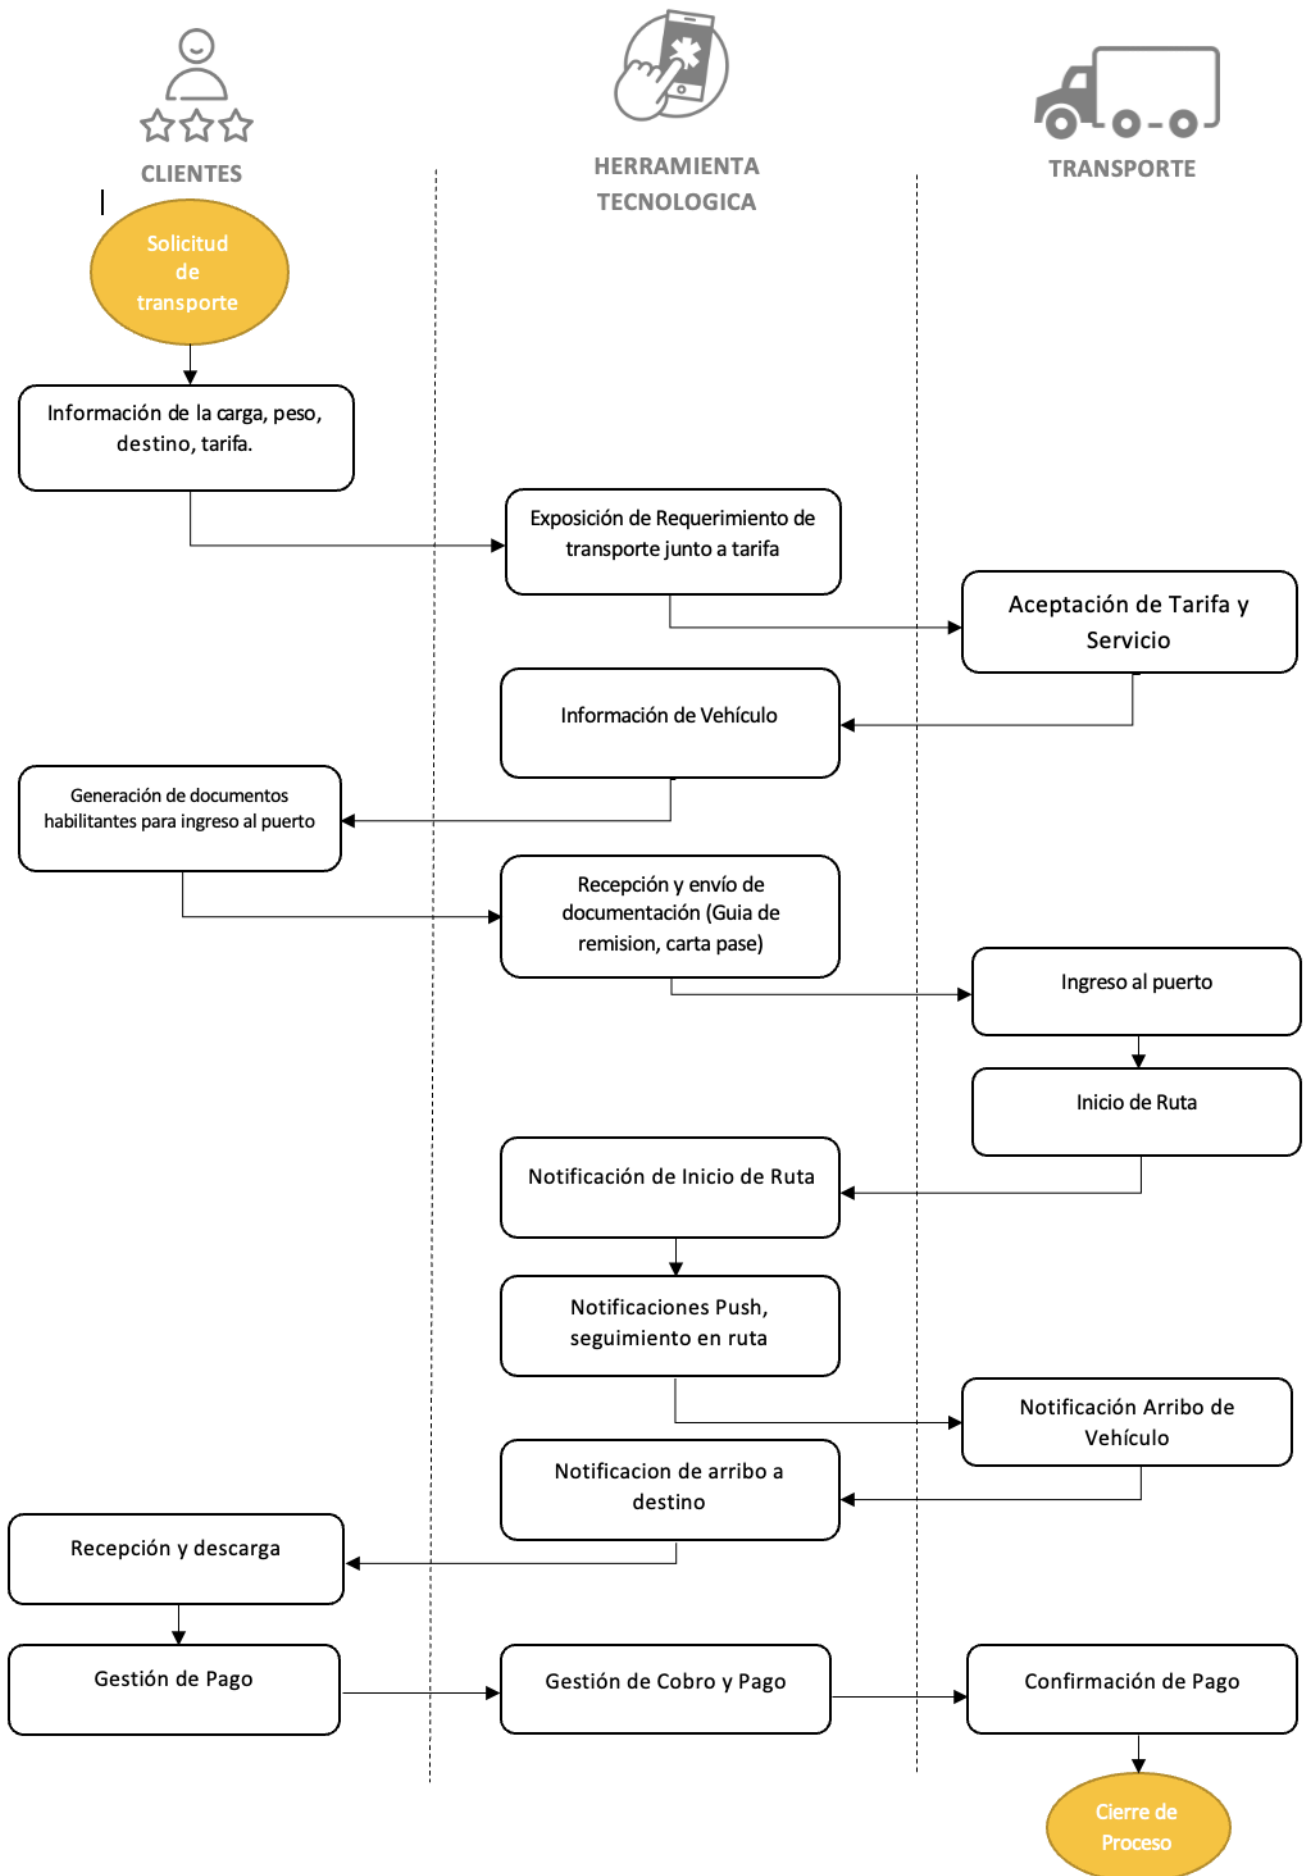 CLIENTES
HERRAMIENTA
TECNOLOGICA
TRANSPORTE
Solicitud
de
transporte
Información de la carga, peso,
destino, tarifa.
Exposición de Requerimiento de
transporte junto a tarifa
Aceptación de Tarifa y
Servicio
Información de Vehículo
Generación de documentos
habilitantes para ingreso al puerto
Recepción y envío de
documentación (Guia de
remision, carta pase)
Ingreso al puerto
Inicio de Ruta
Notificación de Inicio de Ruta
Notificaciones Push,
seguimiento en ruta
Notificación Arribo de
Vehículo
Notificacion de arribo a
destino
Recepción y descarga
Gestión de Pago
Gestión de Cobro y Pago
Confirmación de Pago
Cierre de
Proceso